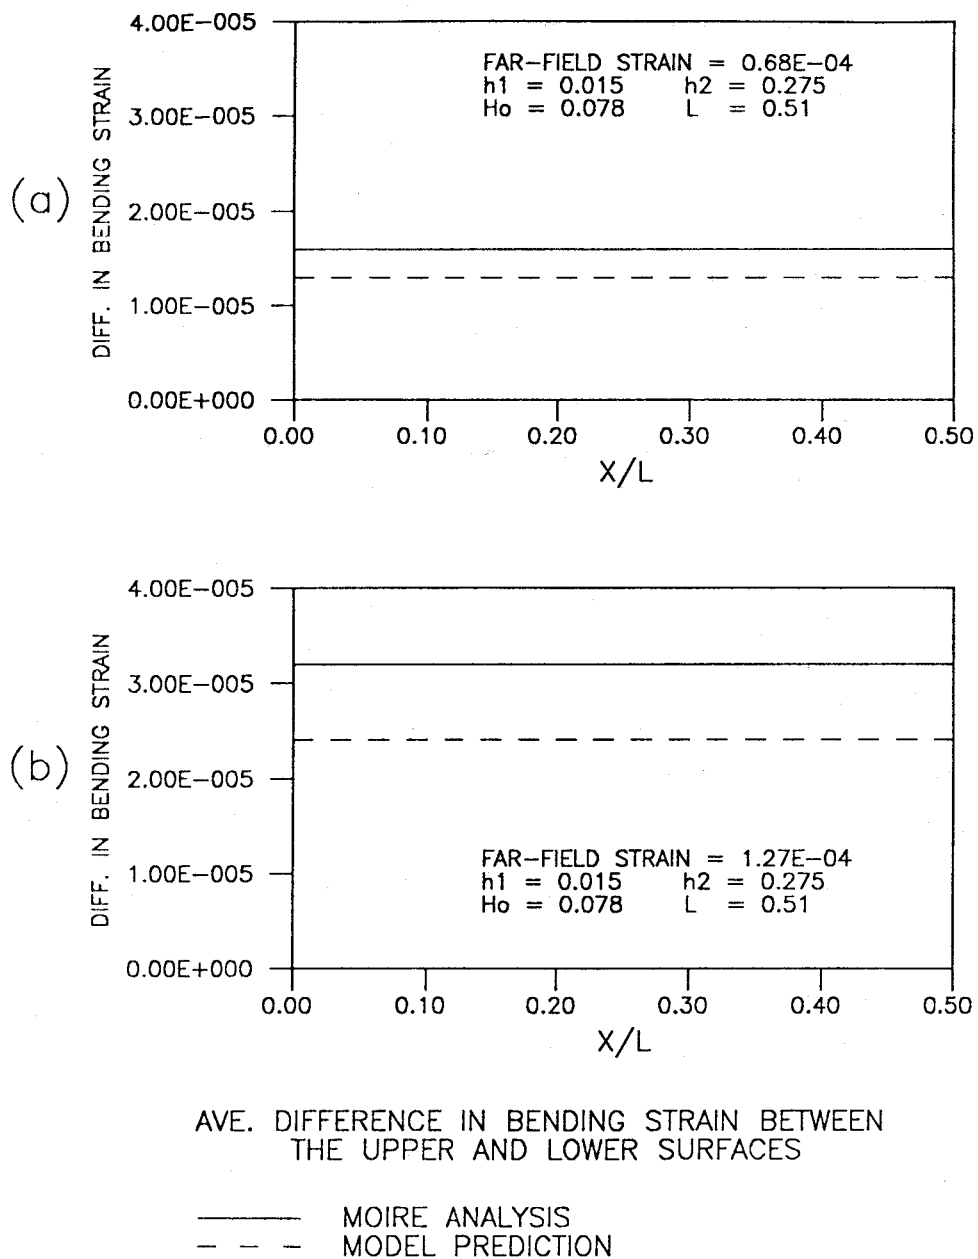 (a)
DIFF. IN BENDING STRAIN
4.00E-005
3.00E-005
2.00E-005
1.00E-005
0.00E+000
FAR-FIELD STRAIN = 0.68E-04
h1 = 0.015 h2 = 0.275
Ho = 0.078 L = 0.51
0.00 0.10 0.20 0.30 0.40 0.50
X/L
(b)
DIFF. IN BENDING STRAIN
4.00E-005
3.00E-005
2.00E-005
1.00E-005
0.00E+000
FAR-FIELD STRAIN = 1.27E-04
h1 = 0.015 h2 = 0.275
Ho = 0.078 L = 0.51
0.00 0.10 0.20 0.30 0.40 0.50
X/L
AVE. DIFFERENCE IN BENDING STRAIN BETWEEN
THE UPPER AND LOWER SURFACES
MOIRE ANALYSIS
MODEL PREDICTION